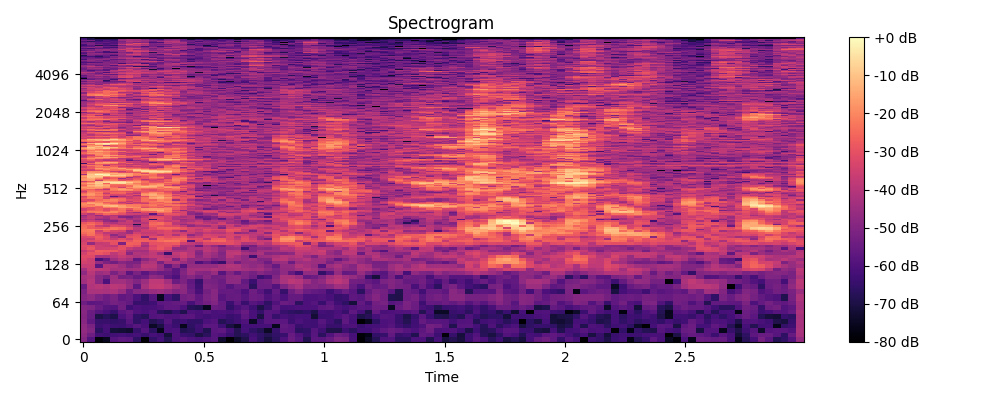 Spectrogram
Hz
4096
2048
1024
512
256
128
64
0
0
0.5
1
1.5
2
2.5
Time
+0 dB
-10 dB
-20 dB
-30 dB
-40 dB
-50 dB
-60 dB
-70 dB
-80 dB